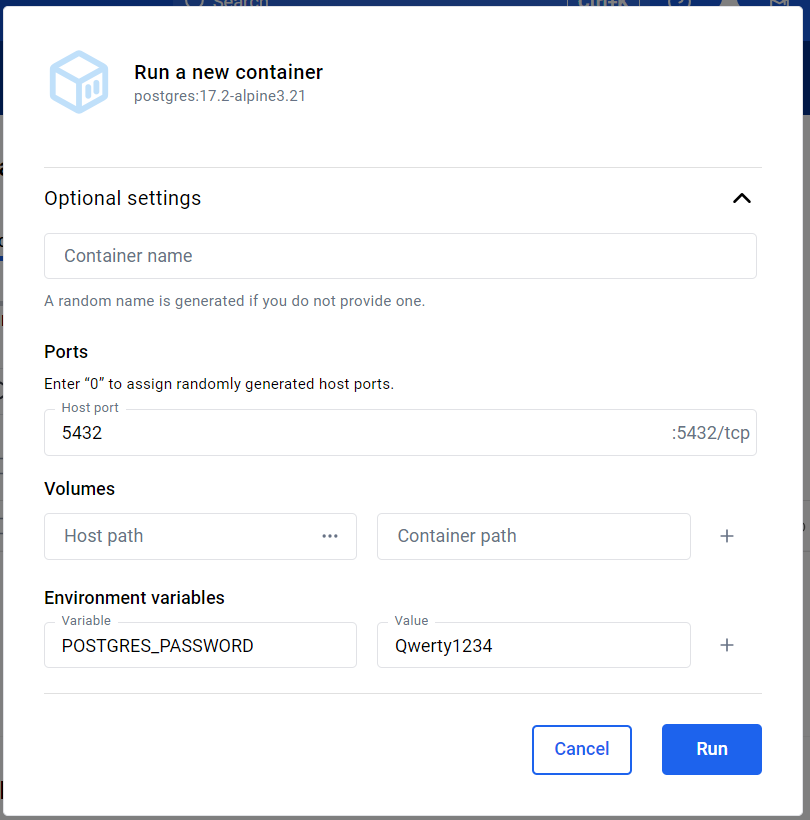 Search
Ctrl+K
Run a new container
postgres:17.2-alpine3.21
Optional settings
Container name
A random name is generated if you do not provide one.
Ports
Enter “0” to assign randomly generated host ports.
Host port
5432 :5432/tcp
Volumes
Host path ··· Container path +
Environment variables
Variable Value
POSTGRES_PASSWORD Qwerty1234 +
Cancel Run